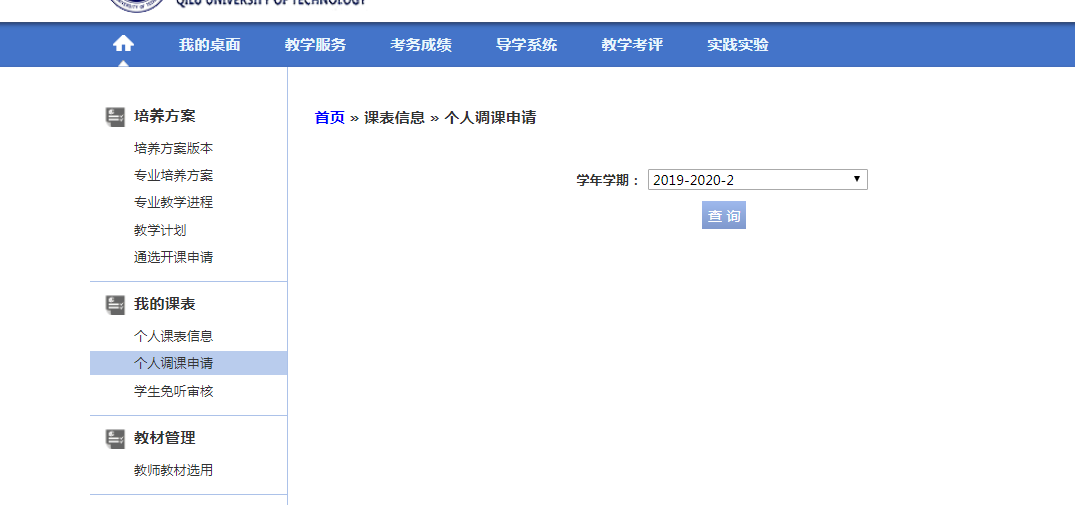 QILU UNIVERSITY OF TECHNOLOGY
我的桌面 教学服务 考务成绩 导学系统 教学考评 实践实验
培养方案
培养方案版本
专业培养方案
专业教学进程
教学计划
通选开课申请
我的课表
个人课表信息
个人调课申请
学生免听审核
教材管理
教师教材选用
首页 » 课表信息 » 个人调课申请
学年学期： 2019-2020-2
查 询